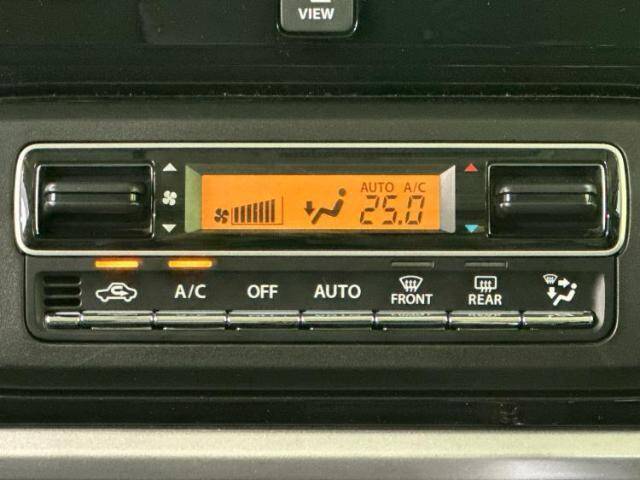 VIEW
AUTO A/C
25.0
A/C OFF AUTO FRONT REAR